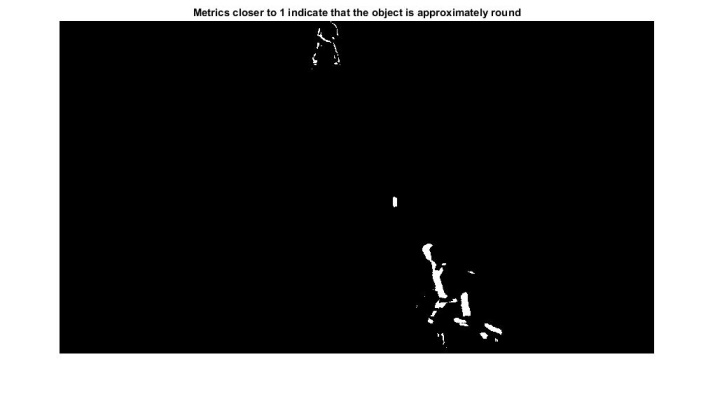 Metrics closer to 1 indicate that the object is approximately round